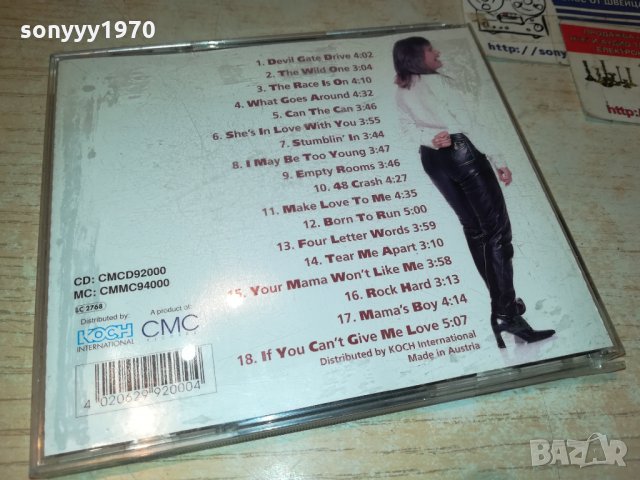 sonyyy1970
1. Devil Gate Drive 4:02
2. The Wild One 3:04
3. The Race Is On 4:10
4. What Goes Around 4:32
5. Can The Can 3:46
6. She's In Love With You 3:55
7. Stumblin' In 3:44
8. I May Be Too Young 3:47
9. Empty Rooms 3:46
10. 48 Crash 4:27
11. Make Love To Me 4:35
12. Born To Run 5:00
13. Four Letter Words 3:59
14. Tear Me Apart 3:10
15. Your Mama Won't Like Me 3:58
16. Rock Hard 3:13
17. Mama's Boy 4:14
18. If You Can't Give Me Love 5:07
Distributed by KOCH International
Made in Austria
CD: CMCD92000
MC: CMMC94000
LC 2768
Distributed by:
KOCH
INTERNATIONAL
A product of:
CMC
4 020629 920004
http://sony
http://
BAZAR